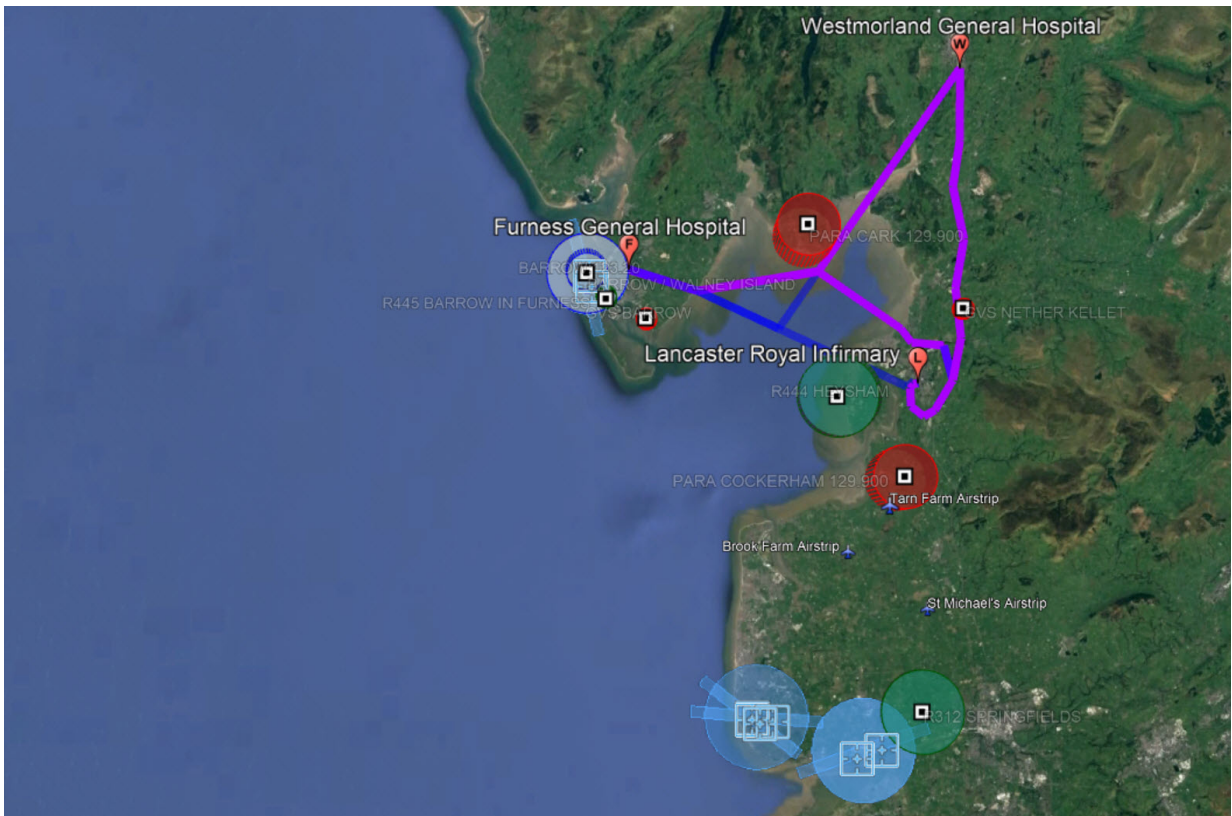 Westmorland General Hospital
W
Furness General Hospital
F
PARA CARK 129.900
BARROW
/ WALNEY ISLAND
R445 BARROW IN FURNESS
GVS BARROW
GVS NETHER KELLET
Lancaster Royal Infirmary
L
R444 HEYSHAM
PARA COCKERHAM 129.900
Tarn Farm Airstrip
Brook Farm Airstrip
St Michael's Airstrip
R312 SPRINGFIELDS